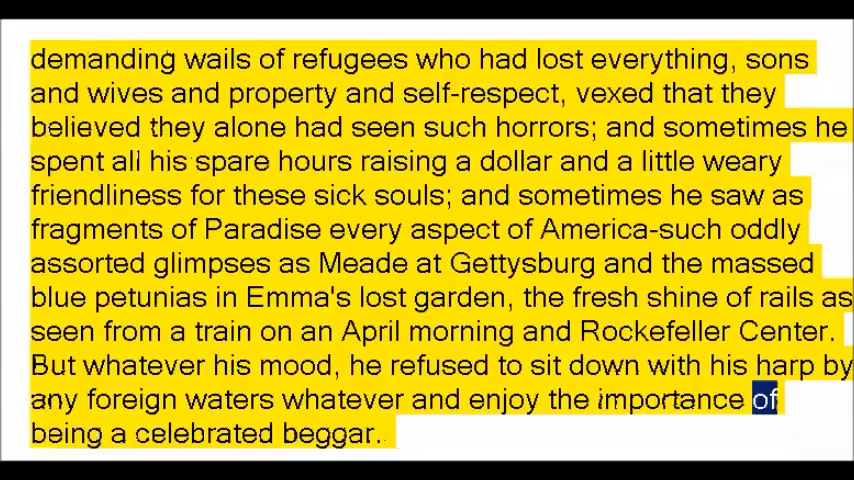 demanding wails of refugees who had lost everything, sons
and wives and property and self-respect, vexed that they
believed they alone had seen such horrors; and sometimes he
spent all his spare hours raising a dollar and a little weary
friendliness for these sick souls; and sometimes he saw as
fragments of Paradise every aspect of America-such oddly
assorted glimpses as Meade at Gettysburg and the massed
blue petunias in Emma's lost garden, the fresh shine of rails as
seen from a train on an April morning and Rockefeller Center.
But whatever his mood, he refused to sit down with his harp by
any foreign waters whatever and enjoy the importance of
being a celebrated beggar.